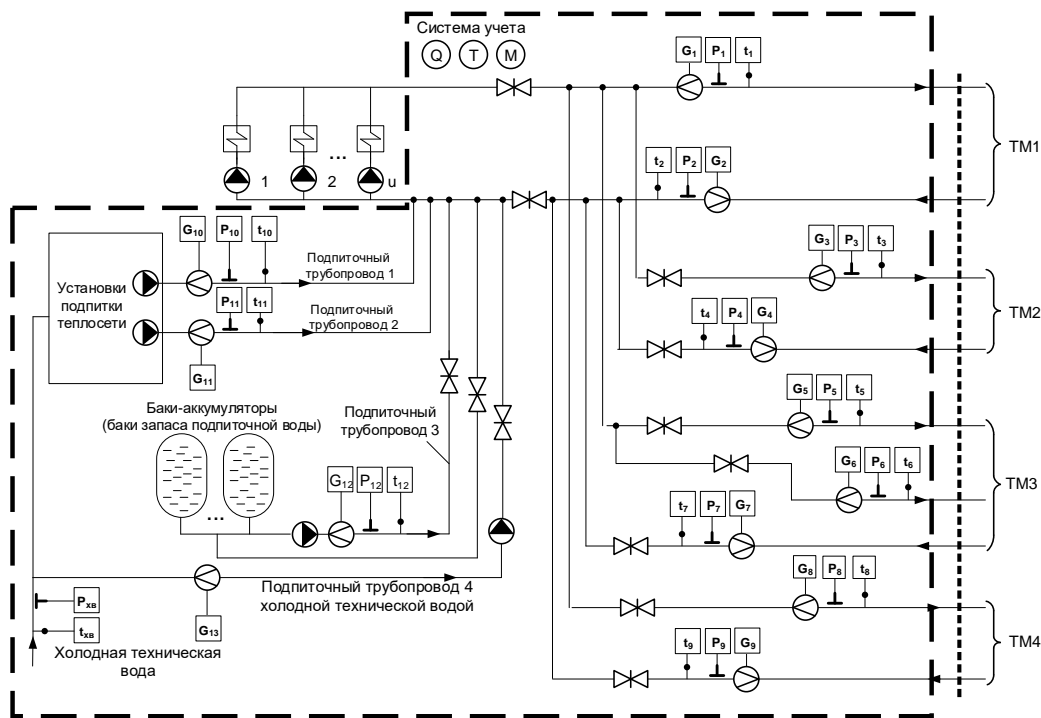 Система учета
Q T M
G1 P1 t1
ТМ1
1 2 ... u
t2 P2 G2
G3 P3 t3
ТМ2
t4 P4 G4
G10 P10 t10
Подпиточный
трубопровод 1
Установки
подпитки
теплосети
P11 t11
Подпиточный
трубопровод 2
G11
G5 P5 t5
Баки-аккумуляторы
(баки запаса подпиточной воды)
Подпиточный
трубопровод 3
G6 P6 t6
ТМ3
...
G12 P12 t12
t7 P7 G7
G8 P8 t8
Подпиточный трубопровод 4
холодной технической водой
Pхв
G13
tхв
Холодная техническая
вода
t9 P9 G9
ТМ4